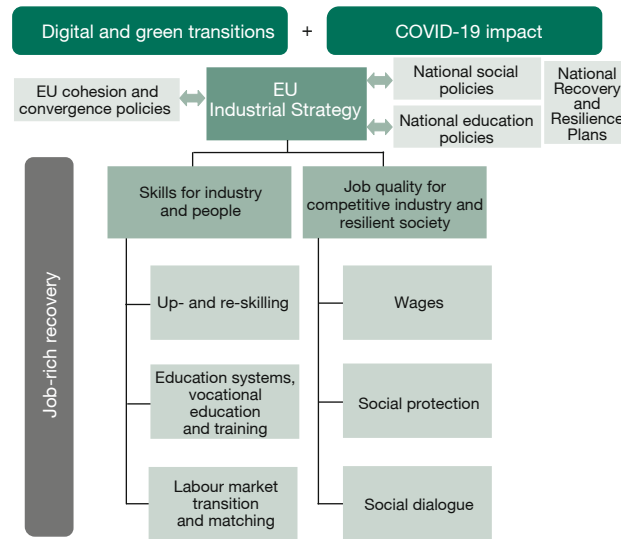 Digital and green transitions
+
COVID-19 impact
EU cohesion and
convergence policies
EU
Industrial Strategy
National social
policies
National education
policies
National
Recovery
and
Resilience
Plans
Job-rich recovery
Skills for industry
and people
Job quality for
competitive industry and
resilient society
Up- and re-skilling
Wages
Education systems,
vocational
education
and training
Social protection
Labour market
transition
and matching
Social dialogue